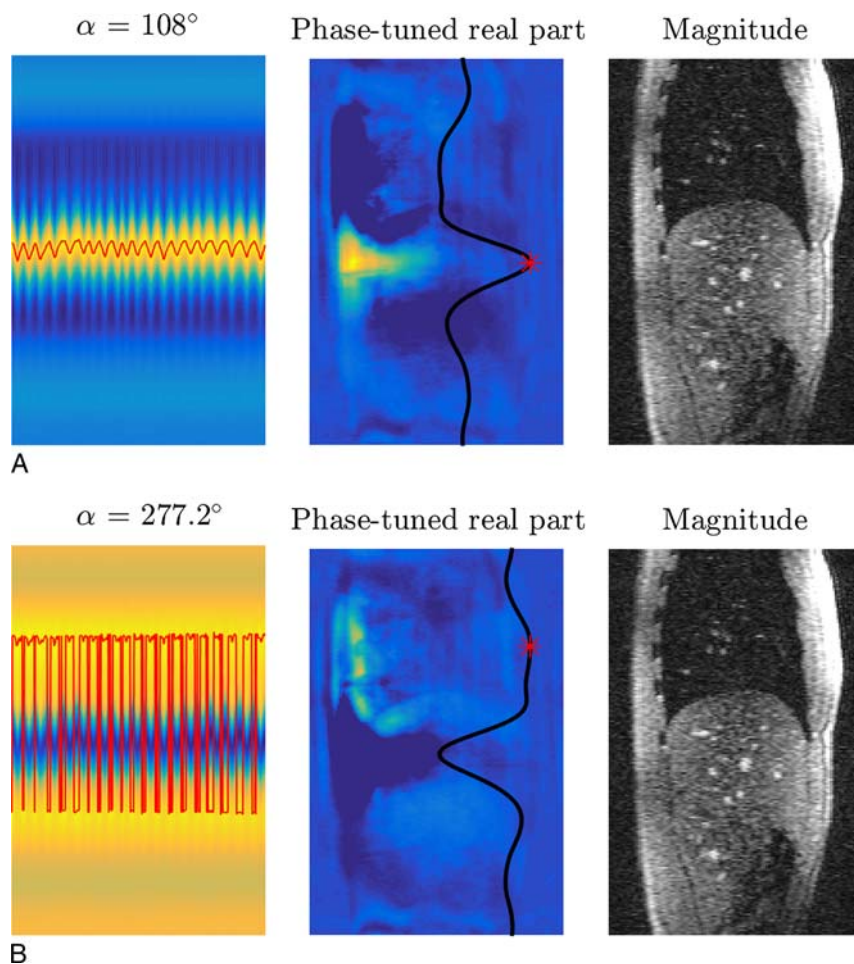 α = 108°
Phase-tuned real part
Magnitude
A
α = 277.2°
Phase-tuned real part
Magnitude
B